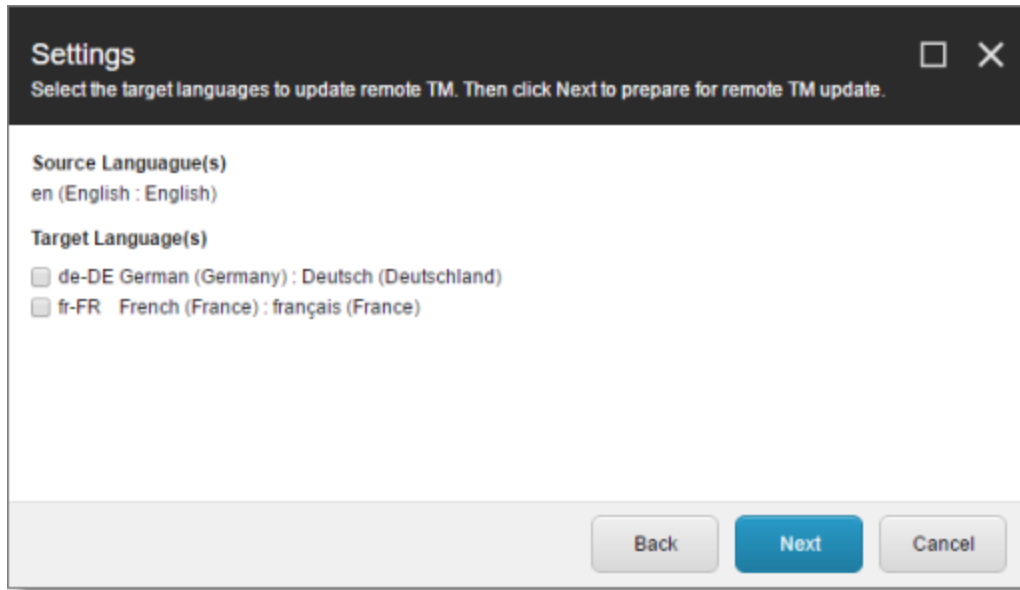 Settings
Select the target languages to update remote TM. Then click Next to prepare for remote TM update.
Source Languague(s)
en (English : English)
Target Language(s)
de-DE German (Germany) : Deutsch (Deutschland)
fr-FR French (France) : français (France)
Back Next Cancel